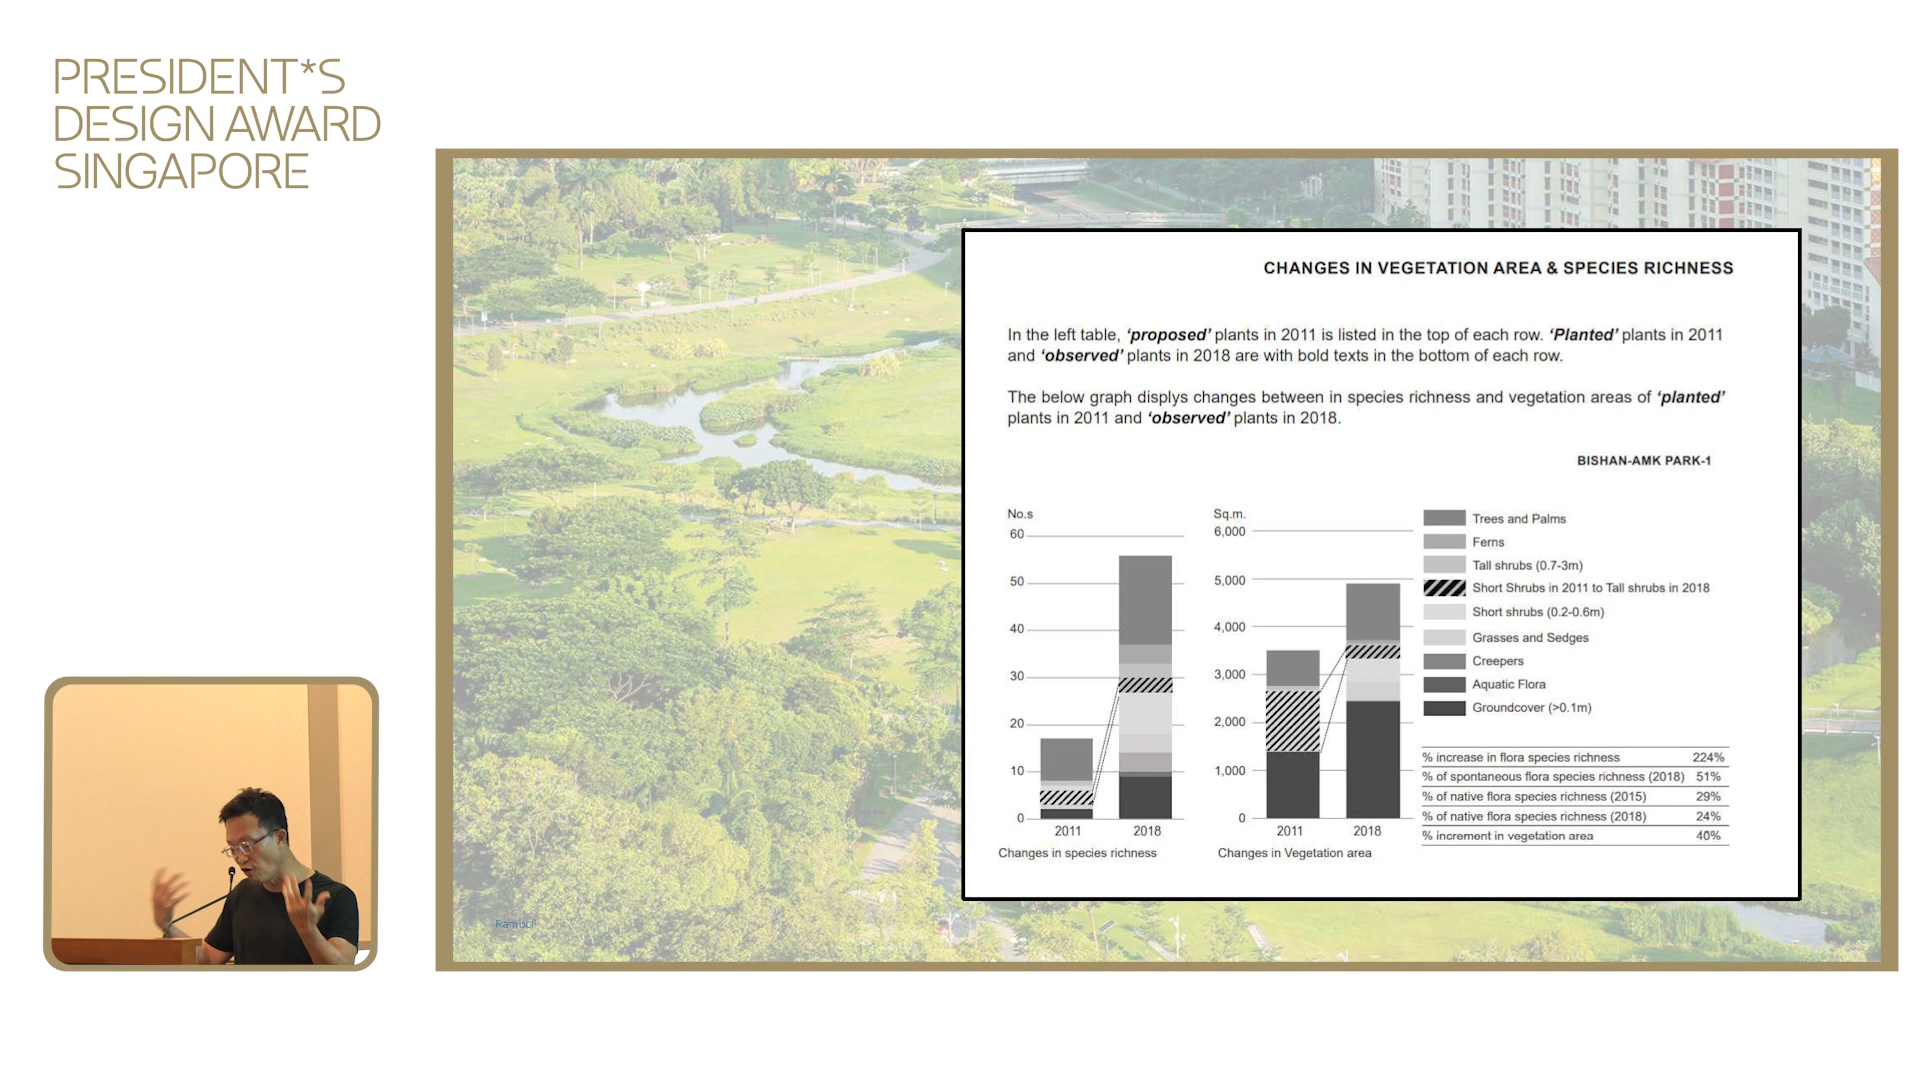 PRESIDENT*S
DESIGN AWARD
SINGAPORE
CHANGES IN VEGETATION AREA & SPECIES RICHNESS
In the left table, ‘proposed’ plants in 2011 is listed in the top of each row. ‘Planted’ plants in 2011
and ‘observed’ plants in 2018 are with bold texts in the bottom of each row.
The below graph displys changes between in species richness and vegetation areas of ‘planted’
plants in 2011 and ‘observed’ plants in 2018.
BISHAN-AMK PARK-1
No.s
60
50
40
30
20
10
0
2011 2018
Changes in species richness
Sq.m.
6,000
5,000
4,000
3,000
2,000
1,000
0
2011 2018
Changes in Vegetation area
Trees and Palms
Ferns
Tall shrubs (0.7-3m)
Short Shrubs in 2011 to Tall shrubs in 2018
Short shrubs (0.2-0.6m)
Grasses and Sedges
Creepers
Aquatic Flora
Groundcover (>0.1m)
% increase in flora species richness 224%
% of spontaneous flora species richness (2018) 51%
% of native flora species richness (2015) 29%
% of native flora species richness (2018) 24%
% increment in vegetation area 40%
Ramboll